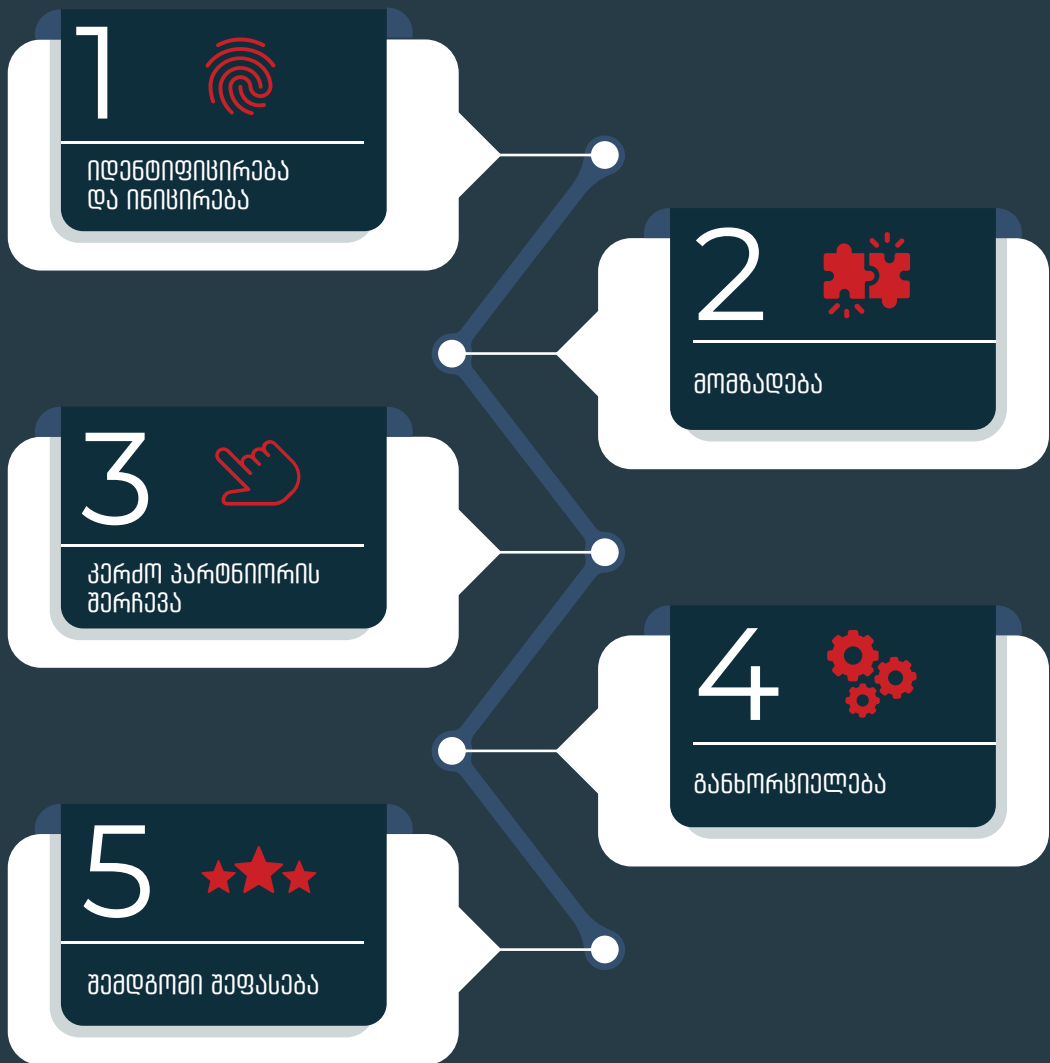 1
იდენტიფიცირება
და ინიცირება
2
მომზადება
3
კერძო პარტნიორის
შერჩევა
4
განხორციელება
5
შემდგომი შეფასება